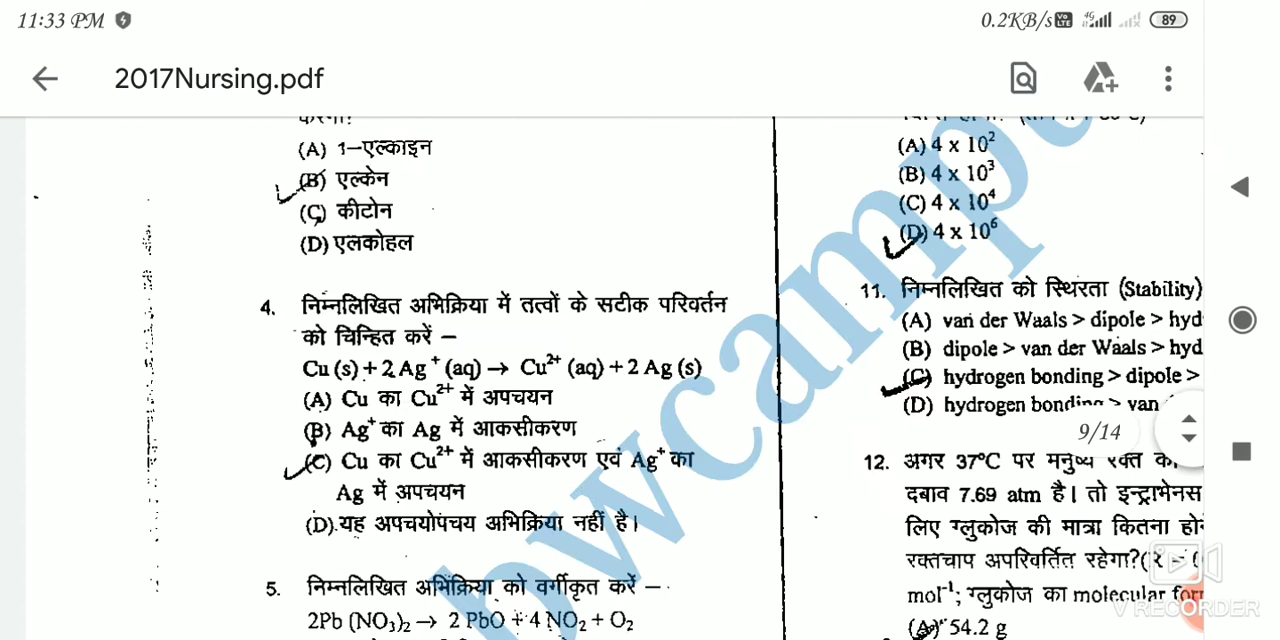 11:33 PM
0.2KB/s Vo LTE 4G 89
2017Nursing.pdf
करेगा?
(A) 1–एल्काइन
(B) एल्केन
(C) कीटोन
(D) एलकोहल
4. निम्नलिखित अभिक्रिया में तत्वों के सटीक परिवर्तन
को चिन्हित करें –
Cu (s) + 2 Ag⁺ (aq) → Cu²⁺ (aq) + 2 Ag (s)
(A) Cu का Cu²⁺ में अपचयन
(B) Ag⁺ का Ag में आकसीकरण
(C) Cu का Cu²⁺ में आकसीकरण एवं Ag⁺ का
Ag में अपचयन
(D) यह अपचयोपचय अभिक्रिया नहीं है।
5. निम्नलिखित अभिक्रिया को वर्गीकृत करें –
2Pb (NO₃)₂ → 2 PbO + 4 NO₂ + O₂
(A) 4 x 10²
(B) 4 x 10³
(C) 4 x 10⁴
(D) 4 x 10⁶
11. निम्नलिखित को स्थिरता (Stability)
(A) van der Waals > dipole > hyd
(B) dipole > van der Waals > hyd
(C) hydrogen bonding > dipole >
(D) hydrogen bonding > van
9/14
12. अगर 37°C पर मनुष्य रक्त का
दबाव 7.69 atm है। तो इन्ट्राभेनस
लिए ग्लुकोज की मात्रा कितना
रक्तचाप अपरिवर्तित रहेगा? (R =
mol⁻¹; ग्लुकोज का molecular for
(A) 54.2 g
bwcamp
V RECORDER